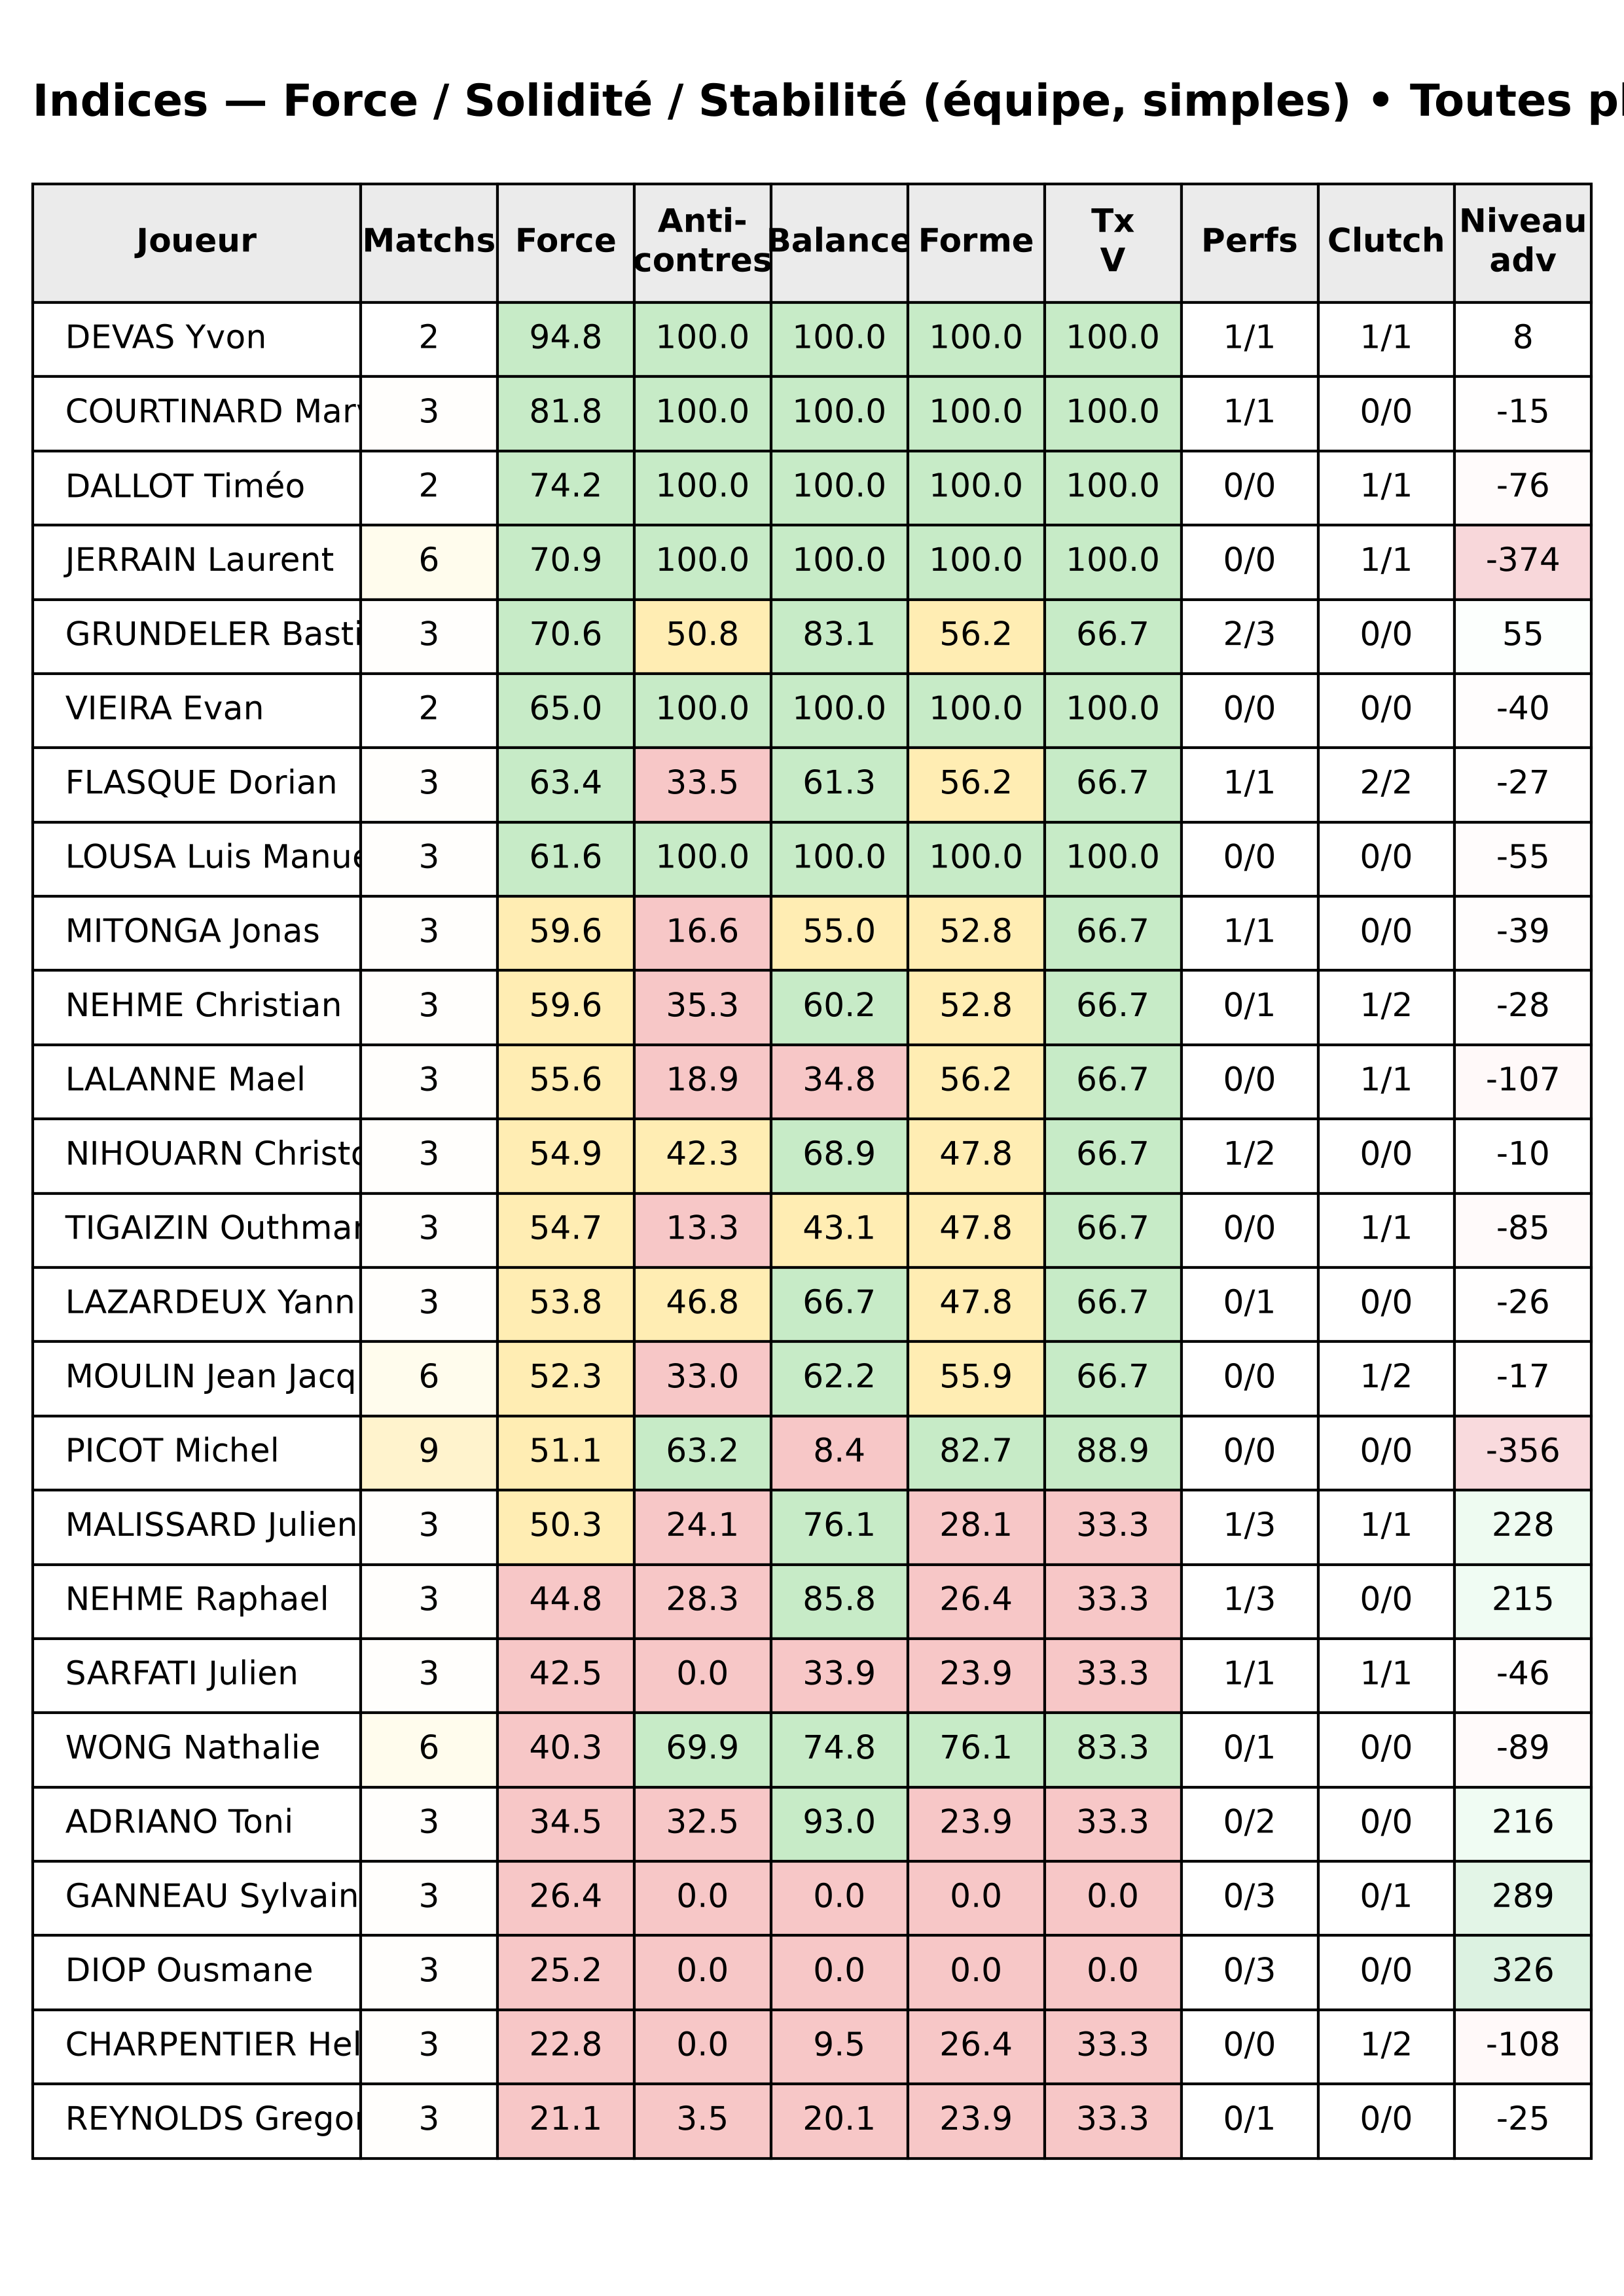 Indices — Force / Solidité / Stabilité (équipe, simples) • Toutes
Joueur Matchs Force Anti-contres Balance Forme Tx V Perfs Clutch Niveau adv
DEVAS Yvon 2 94.8 100.0 100.0 100.0 100.0 1/1 1/1 8
COURTINARD Mar 3 81.8 100.0 100.0 100.0 100.0 1/1 0/0 -15
DALLOT Timéo 2 74.2 100.0 100.0 100.0 100.0 0/0 1/1 -76
JERRAIN Laurent 6 70.9 100.0 100.0 100.0 100.0 0/0 1/1 -374
GRUNDELER Basti 3 70.6 50.8 83.1 56.2 66.7 2/3 0/0 55
VIEIRA Evan 2 65.0 100.0 100.0 100.0 100.0 0/0 0/0 -40
FLASQUE Dorian 3 63.4 33.5 61.3 56.2 66.7 1/1 2/2 -27
LOUSA Luis Manue 3 61.6 100.0 100.0 100.0 100.0 0/0 0/0 -55
MITONGA Jonas 3 59.6 16.6 55.0 52.8 66.7 1/1 0/0 -39
NEHME Christian 3 59.6 35.3 60.2 52.8 66.7 0/1 1/2 -28
LALANNE Mael 3 55.6 18.9 34.8 56.2 66.7 0/0 1/1 -107
NIHOUARN Christo 3 54.9 42.3 68.9 47.8 66.7 1/2 0/0 -10
TIGAIZIN Outhman 3 54.7 13.3 43.1 47.8 66.7 0/0 1/1 -85
LAZARDEUX Yann 3 53.8 46.8 66.7 47.8 66.7 0/1 0/0 -26
MOULIN Jean Jacq 6 52.3 33.0 62.2 55.9 66.7 0/0 1/2 -17
PICOT Michel 9 51.1 63.2 8.4 82.7 88.9 0/0 0/0 -356
MALISSARD Julien 3 50.3 24.1 76.1 28.1 33.3 1/3 1/1 228
NEHME Raphael 3 44.8 28.3 85.8 26.4 33.3 1/3 0/0 215
SARFATI Julien 3 42.5 0.0 33.9 23.9 33.3 1/1 1/1 -46
WONG Nathalie 6 40.3 69.9 74.8 76.1 83.3 0/1 0/0 -89
ADRIANO Toni 3 34.5 32.5 93.0 23.9 33.3 0/2 0/0 216
GANNEAU Sylvain 3 26.4 0.0 0.0 0.0 0.0 0/3 0/1 289
DIOP Ousmane 3 25.2 0.0 0.0 0.0 0.0 0/3 0/0 326
CHARPENTIER Hel 3 22.8 0.0 9.5 26.4 33.3 0/0 1/2 -108
REYNOLDS Gregor 3 21.1 3.5 20.1 23.9 33.3 0/1 0/0 -25